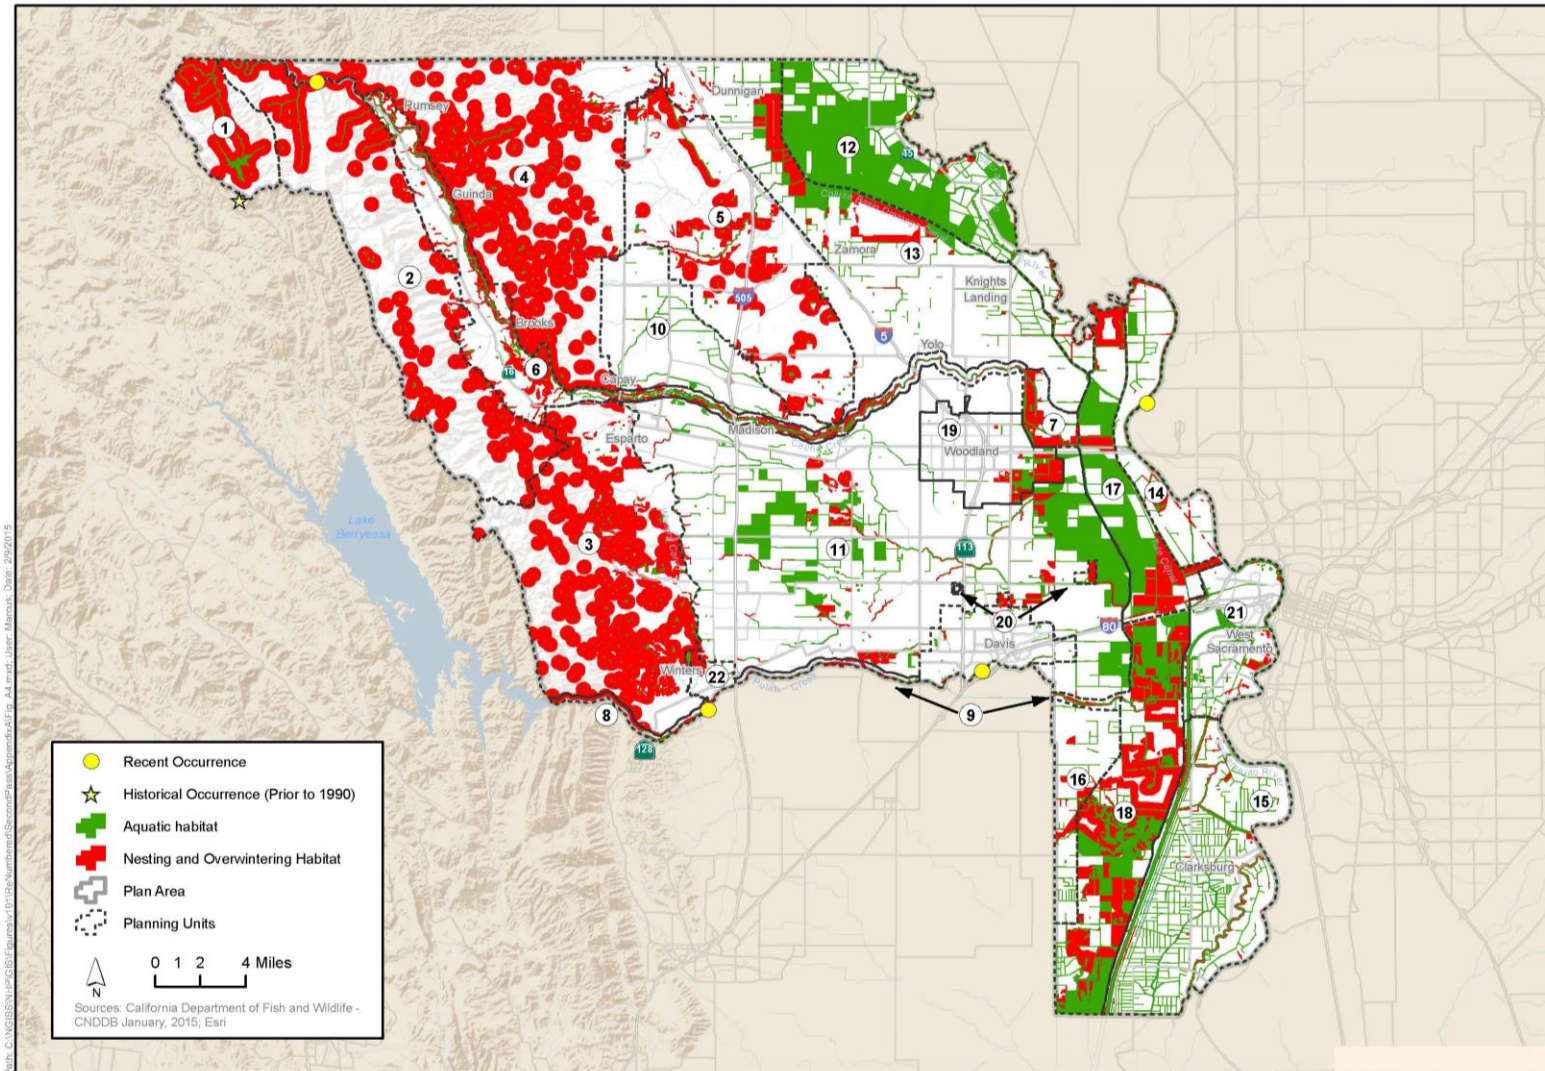 Dunnigan
Rumsey
1
12
4
Guinda
5
Zamora
13
2
Knights
Landing
505
10
5
Brooks
Yolo
16
6
Capay
Madison
Cache Creek
19
7
Esparto
Woodland
17
14
Lake
Berryessa
3
11
113
20
21
Davis
80
West
Sacramento
Winters
22
Putah Creek
8
9
128
16
18
15
Clarksburg
Recent Occurrence
Historical Occurrence (Prior to 1990)
Aquatic habitat
Nesting and Overwintering Habitat
Plan Area
Planning Units
N
0 1 2 4 Miles
Sources: California Department of Fish and Wildlife -
CNDDB January, 2015; Esri